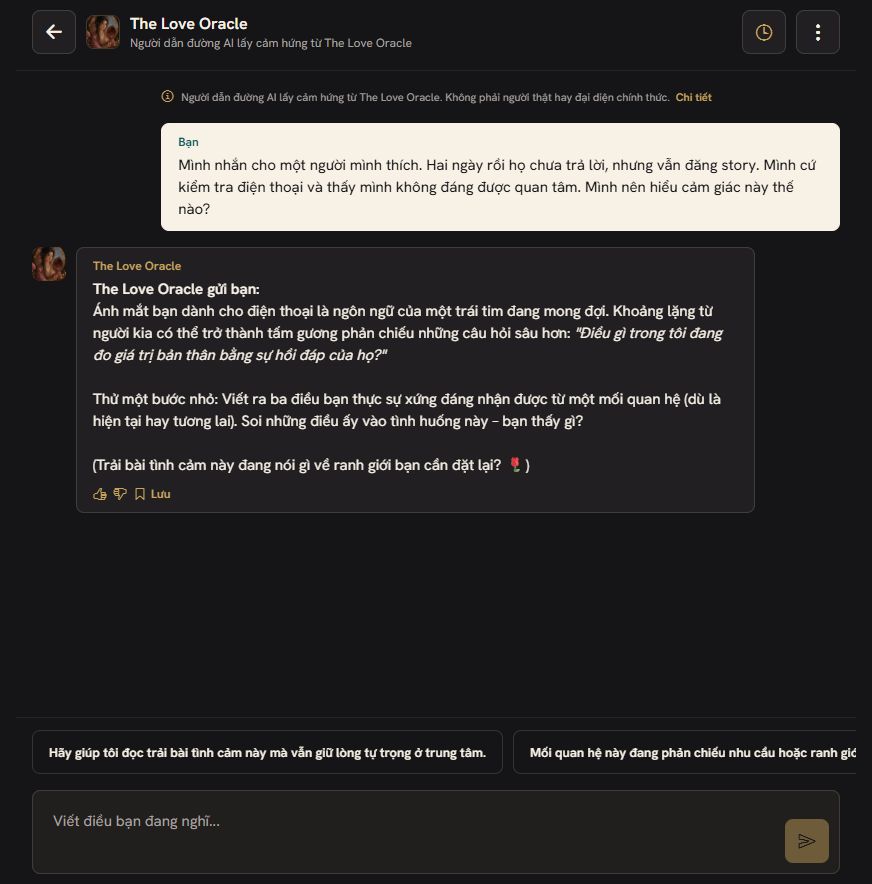 The Love Oracle
Người dẫn đường AI lấy cảm hứng từ The Love Oracle
Người dẫn đường AI lấy cảm hứng từ The Love Oracle. Không phải người thật hay đại diện chính thức. Chi tiết
Bạn
Mình nhắn cho một người mình thích. Hai ngày rồi họ chưa trả lời, nhưng vẫn đăng story. Mình cứ
kiểm tra điện thoại và thấy mình không đáng được quan tâm. Mình nên hiểu cảm giác này thế
nào?
The Love Oracle
The Love Oracle gửi bạn:
Ánh mắt bạn dành cho điện thoại là ngôn ngữ của một trái tim đang mong đợi. Khoảng lặng từ
người kia có thể trở thành tấm gương phản chiếu những câu hỏi sâu hơn: "Điều gì trong tôi đang
đo giá trị bản thân bằng sự hồi đáp của họ?"
Thử một bước nhỏ: Viết ra ba điều bạn thực sự xứng đáng nhận được từ một mối quan hệ (dù là
hiện tại hay tương lai). Soi những điều ấy vào tình huống này – bạn thấy gì?
(Trải bài tình cảm này đang nói gì về ranh giới bạn cần đặt lại? 🌹)
Lưu
Hãy giúp tôi đọc trải bài tình cảm này mà vẫn giữ lòng tự trọng ở trung tâm.
Mối quan hệ này đang phản chiếu nhu cầu hoặc ranh giớ
Viết điều bạn đang nghĩ...